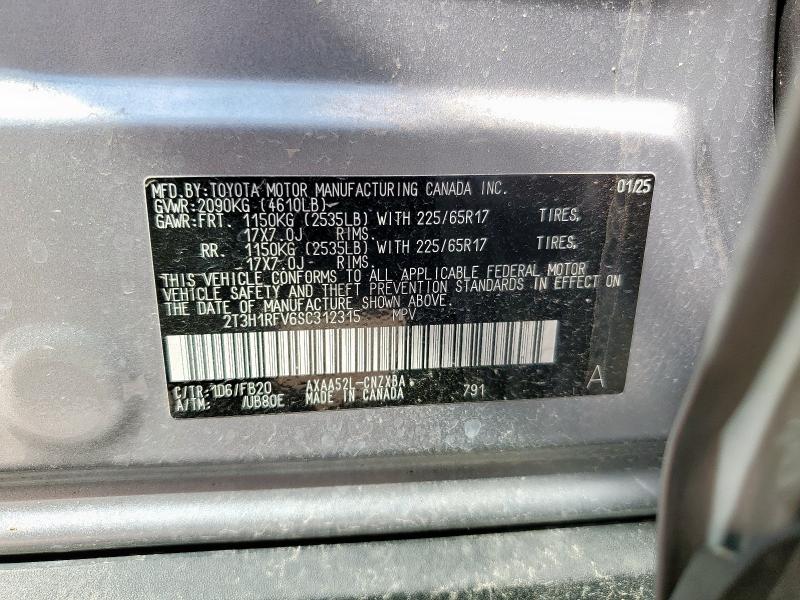 MFD.BY:TOYOTA MOTOR MANUFACTURING CANADA INC. 01/25
GVWR:2090KG (4610LB)
GAWR:FRT. 1150KG (2535LB) WITH 225/65R17 TIRES,
17X7.0J RIMS.
RR. 1150KG (2535LB) WITH 225/65R17 TIRES,
17X7.0J RIMS.
THIS VEHICLE CONFORMS TO ALL APPLICABLE FEDERAL MOTOR
VEHICLE SAFETY AND THEFT PREVENTION STANDARDS IN EFFECT ON
THE DATE OF MANUFACTURE SHOWN ABOVE.
2T3H1RFV6SC312315 MPV
C/TR:1D6/FB20 AXAA52L-CNZXBA 791 A
A/TM: /UB80E MADE IN CANADA